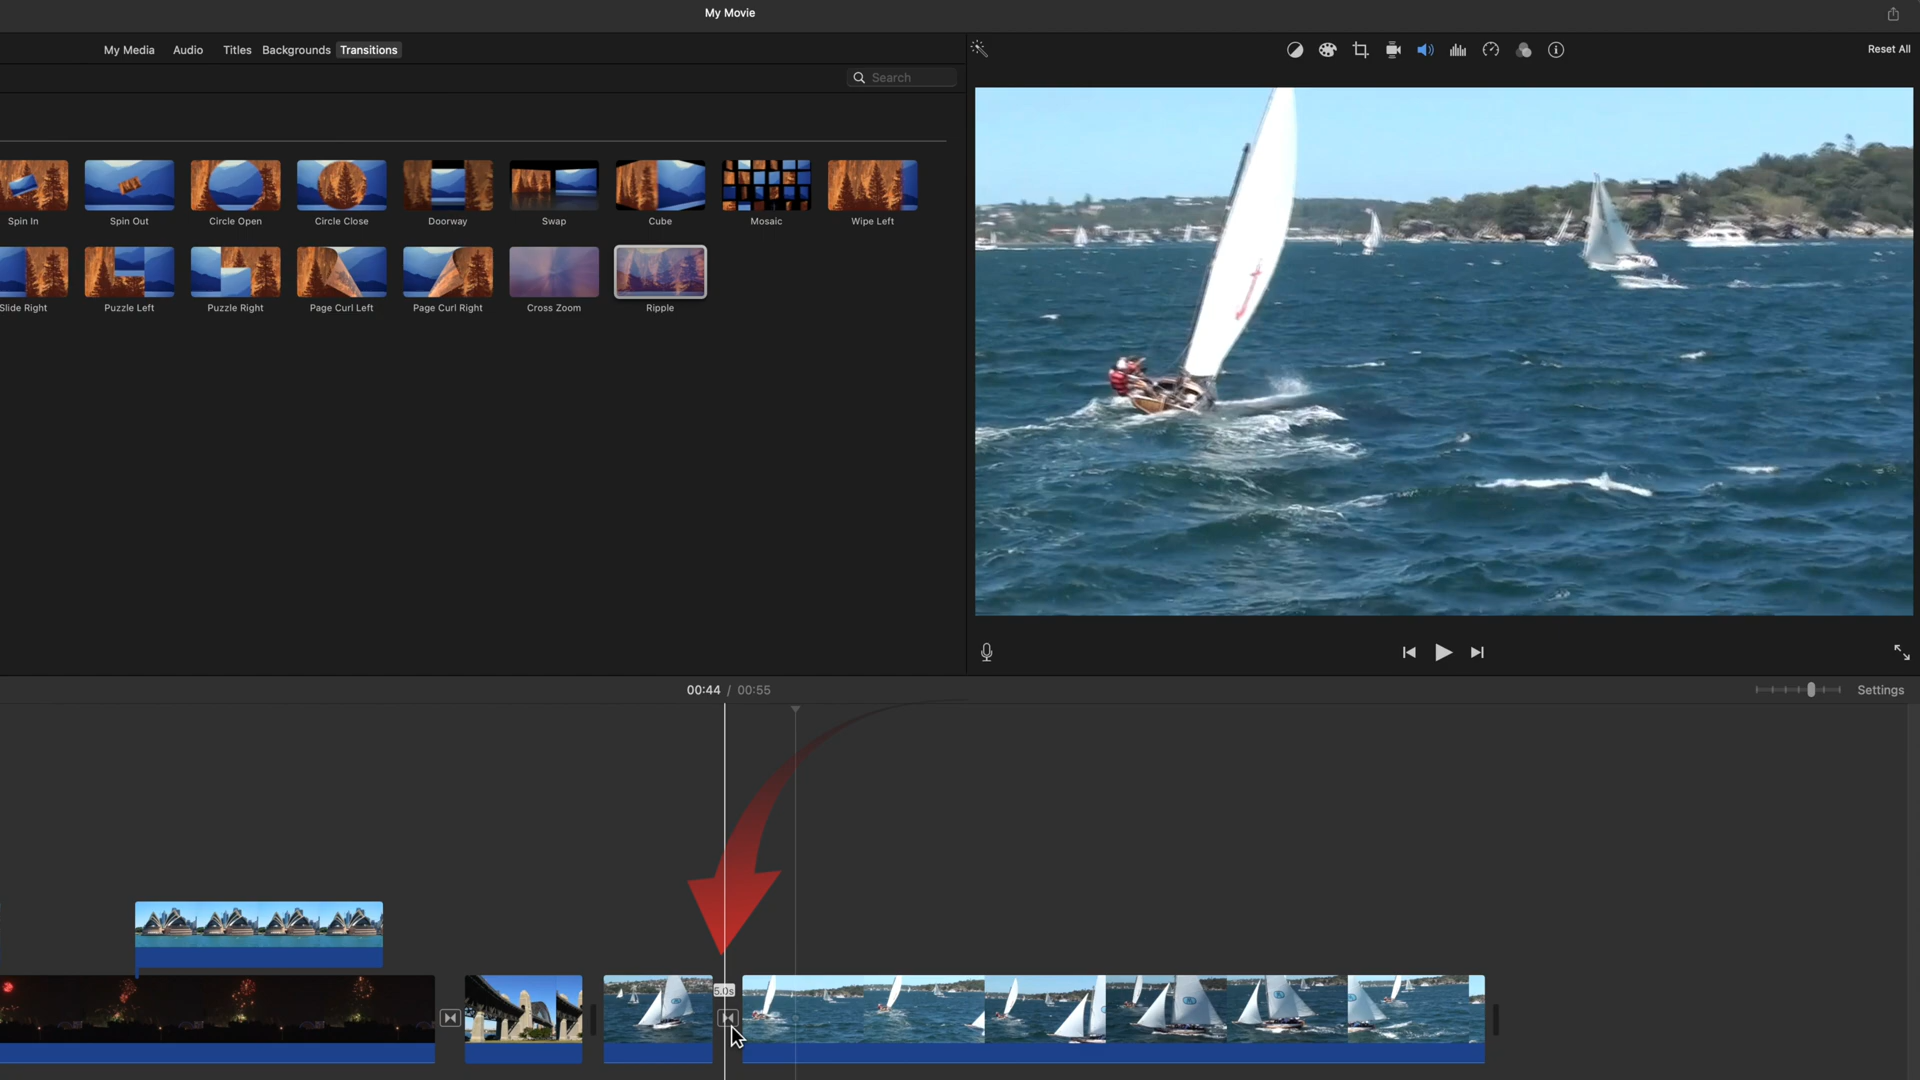 My Movie
My Media Audio Titles Backgrounds Transitions
Reset All
Search
Spin In Spin Out Circle Open Circle Close Doorway Swap Cube Mosaic Wipe Left
Slide Right Puzzle Left Puzzle Right Page Curl Left Page Curl Right Cross Zoom Ripple
00:44 / 00:55
Settings
5.0s